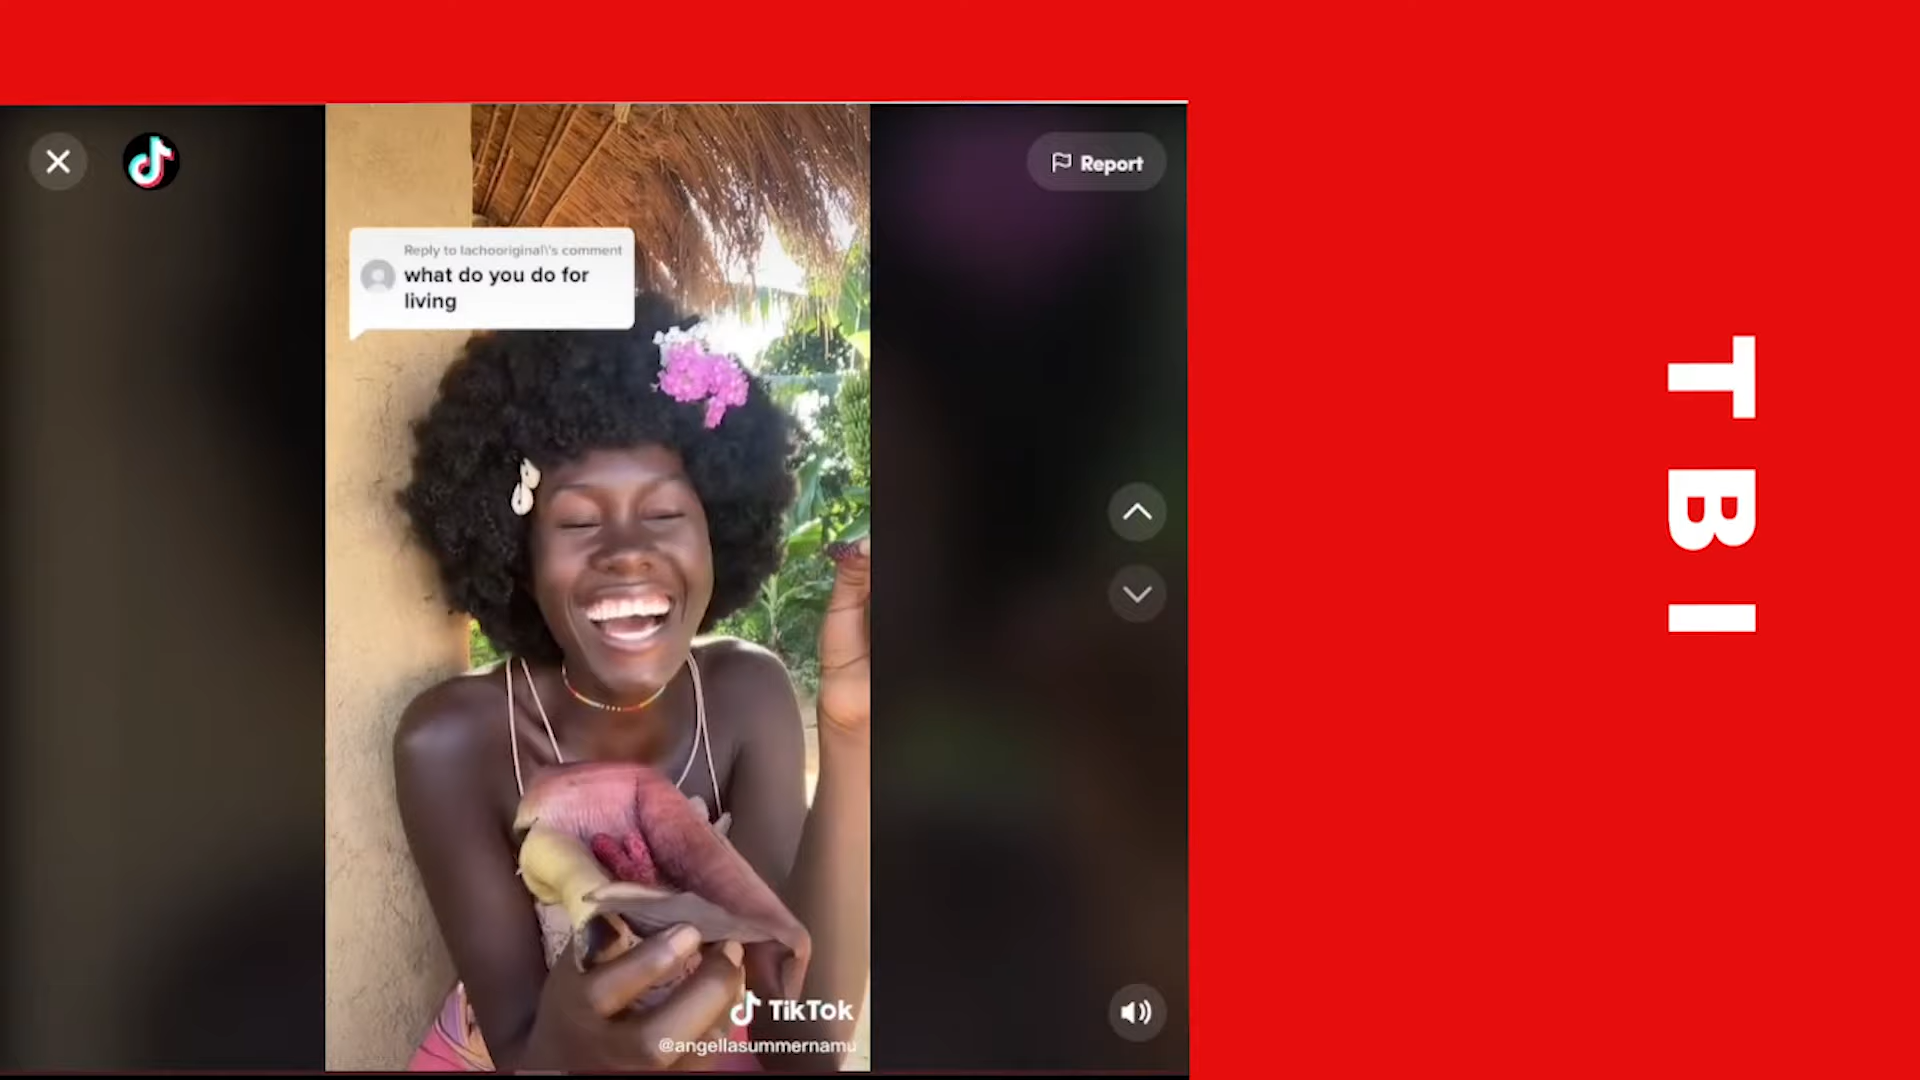 Report
Reply to lachooriginal\'s comment
what do you do for
living
TBI
TikTok
@angellasummernamu